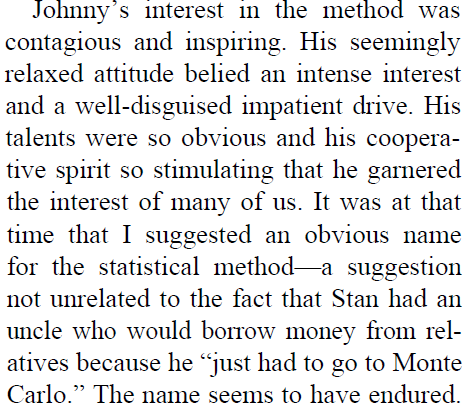 Johnny’s interest in the method was
contagious and inspiring. His seemingly
relaxed attitude belied an intense interest
and a well-disguised impatient drive. His
talents were so obvious and his coopera-
tive spirit so stimulating that he garnered
the interest of many of us. It was at that
time that I suggested an obvious name
for the statistical method—a suggestion
not unrelated to the fact that Stan had an
uncle who would borrow money from rel-
atives because he “just had to go to Monte
Carlo.” The name seems to have endured.